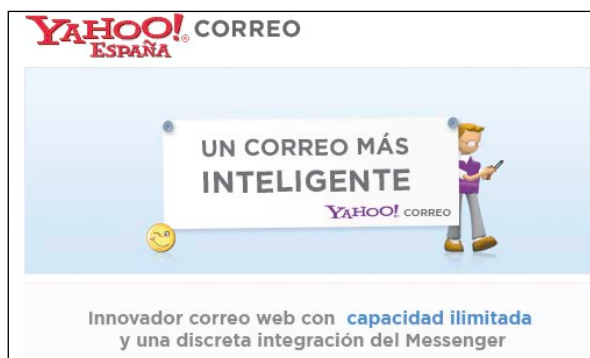 YAHOO!® CORREO
ESPAÑA
UN CORREO MÁS
INTELIGENTE
YAHOO! CORREO
Innovador correo web con capacidad ilimitada
y una discreta integración del Messenger